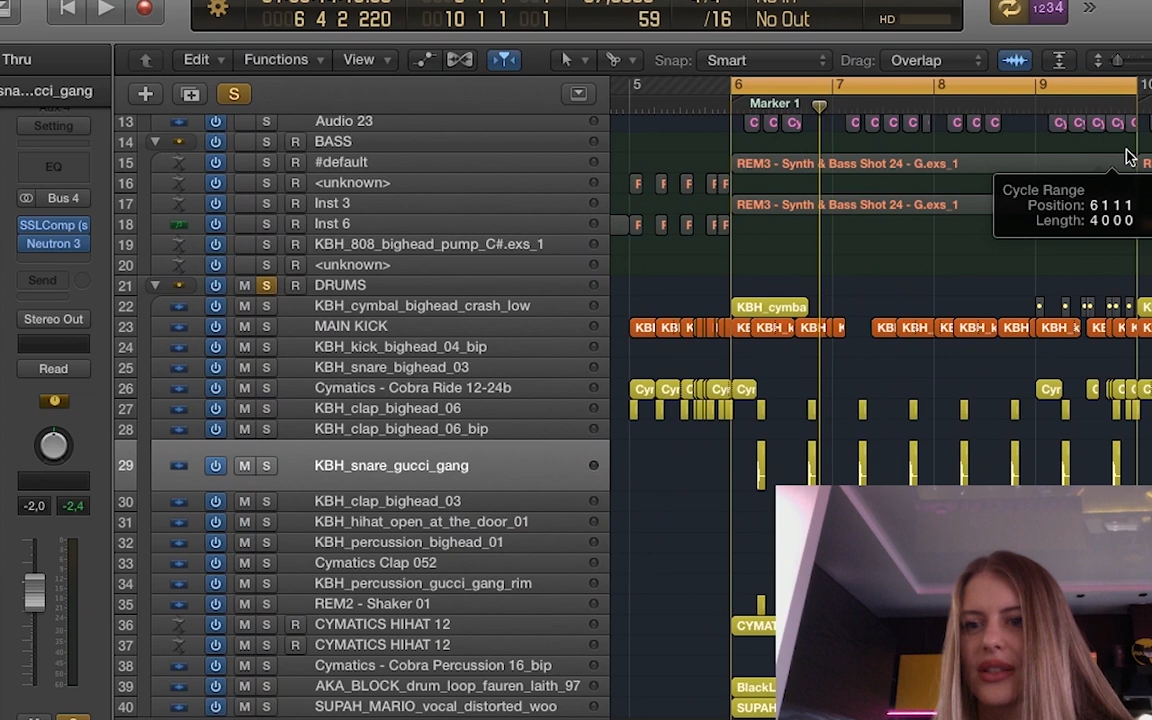 6 4 2 220
10 1 1 1
59
/16
No Out
HD
1234
Thru
Edit
Functions
View
Snap: Smart
Drag: Overlap
sna...cci_gang
S
5 6 7 8 9 10
Marker 1
Setting
EQ
Bus 4
SSLComp (s
Neutron 3
Send
Stereo Out
Read
-2,0 -2,4
13 S Audio 23
14 S R BASS
15 S R #default
REM3 - Synth & Bass Shot 24 - G.exs_1
16 S R <unknown>
17 S R Inst 3
REM3 - Synth & Bass Shot 24 - G.exs_1
18 S R Inst 6
19 S R KBH_808_bighead_pump_C#.exs_1
20 S R <unknown>
Cycle Range
Position: 6 1 1 1
Length: 4 0 0 0
21 M S R DRUMS
22 M S KBH_cymbal_bighead_crash_low
KBH_cymba
23 M S MAIN KICK
24 M S KBH_kick_bighead_04_bip
25 M S KBH_snare_bighead_03
26 M S Cymatics - Cobra Ride 12-24b
27 M S KBH_clap_bighead_06
28 M S KBH_clap_bighead_06_bip
29 M S KBH_snare_gucci_gang
30 M S KBH_clap_bighead_03
31 M S KBH_hihat_open_at_the_door_01
32 M S KBH_percussion_bighead_01
33 M S Cymatics Clap 052
34 M S KBH_percussion_gucci_gang_rim
35 M S REM2 - Shaker 01
36 M S R CYMATICS HIHAT 12
CYMAT
37 M S R CYMATICS HIHAT 12
38 M S Cymatics - Cobra Percussion 16_bip
39 M S AKA_BLOCK_drum_loop_fauren_laith_97
BlackL
40 M S SUPAH_MARIO_vocal_distorted_woo
SUPAH